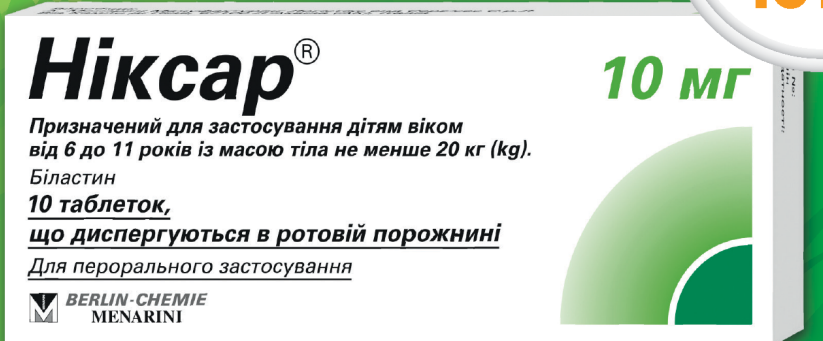 Ніксар®
10 мг
Призначений для застосування дітям віком
від 6 до 11 років із масою тіла не менше 20 кг (kg).
Біластин
10 таблеток,
що диспергуються в ротовій порожнині
Для перорального застосування
BERLIN-CHEMIE
MENARINI